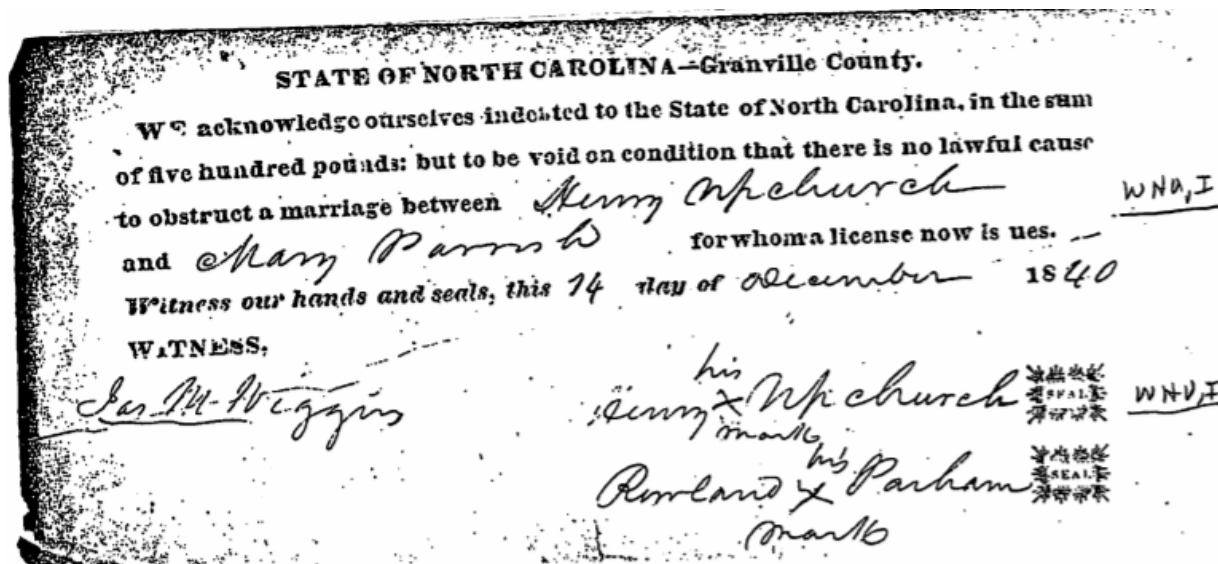 STATE OF NORTH CAROLINA—Granville County.
WE acknowledge ourselves indebted to the State of North Carolina, in the sum
of five hundred pounds: but to be void on condition that there is no lawful cause
to obstruct a marriage between Henry Upchurch
and Mary Parrish for whom a license now is ues.
Witness our hands and seals, this 14 day of December 1840
WITNESS.
Jas M. Wiggins
his
Henry X Upchurch SEAL
mark
his
Rowland X Parham SEAL
mark